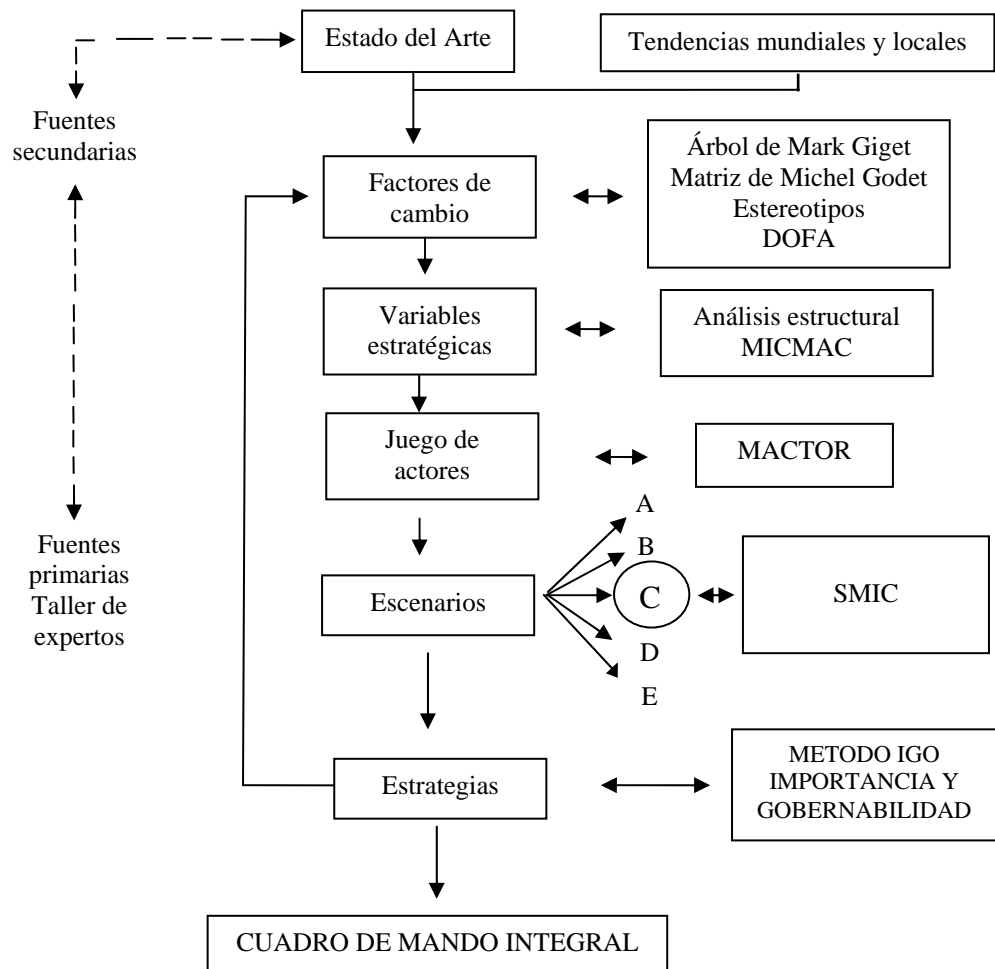 Estado del Arte
Tendencias mundiales y locales
Fuentes
secundarias
Factores de
cambio
Árbol de Mark Giget
Matriz de Michel Godet
Estereotipos
DOFA
Variables
estratégicas
Análisis estructural
MICMAC
Juego de
actores
MACTOR
Fuentes
primarias
Taller de
expertos
Escenarios
A
B
C
D
E
SMIC
Estrategias
METODO IGO
IMPORTANCIA Y
GOBERNABILIDAD
CUADRO DE MANDO INTEGRAL